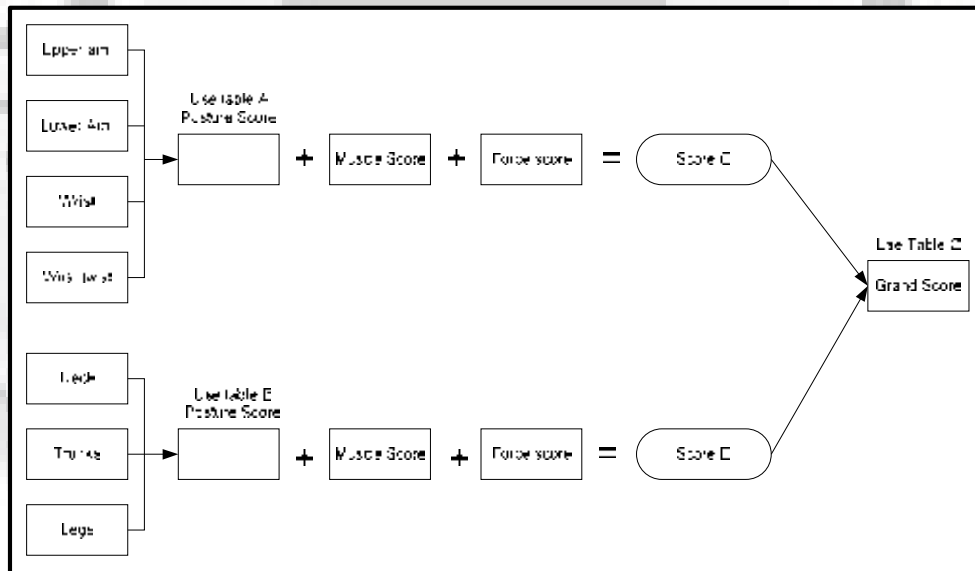 Upper arm
Lower Arm
Wrist
Wrist twist
Use table A
Posture Score
+
Muscle Score
+
Force score
=
Score C
Use Table C
Grand Score
Neck
Trunks
Legs
Use table B
Posture Score
+
Muscle Score
+
Force score
=
Score